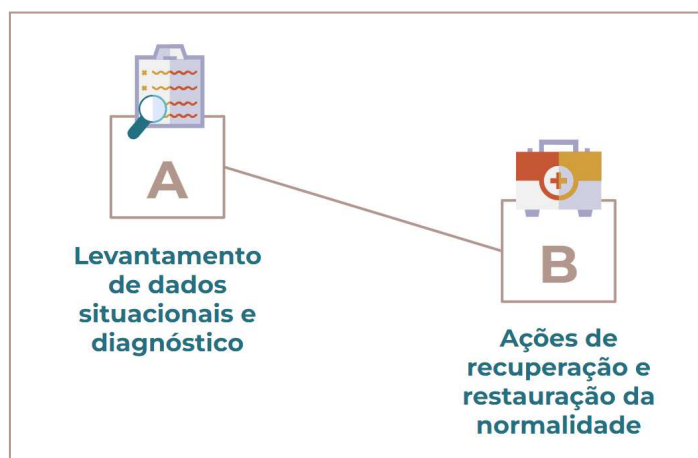 A
Levantamento
de dados
situacionais e
diagnóstico
B
Ações de
recuperação e
restauração da
normalidade